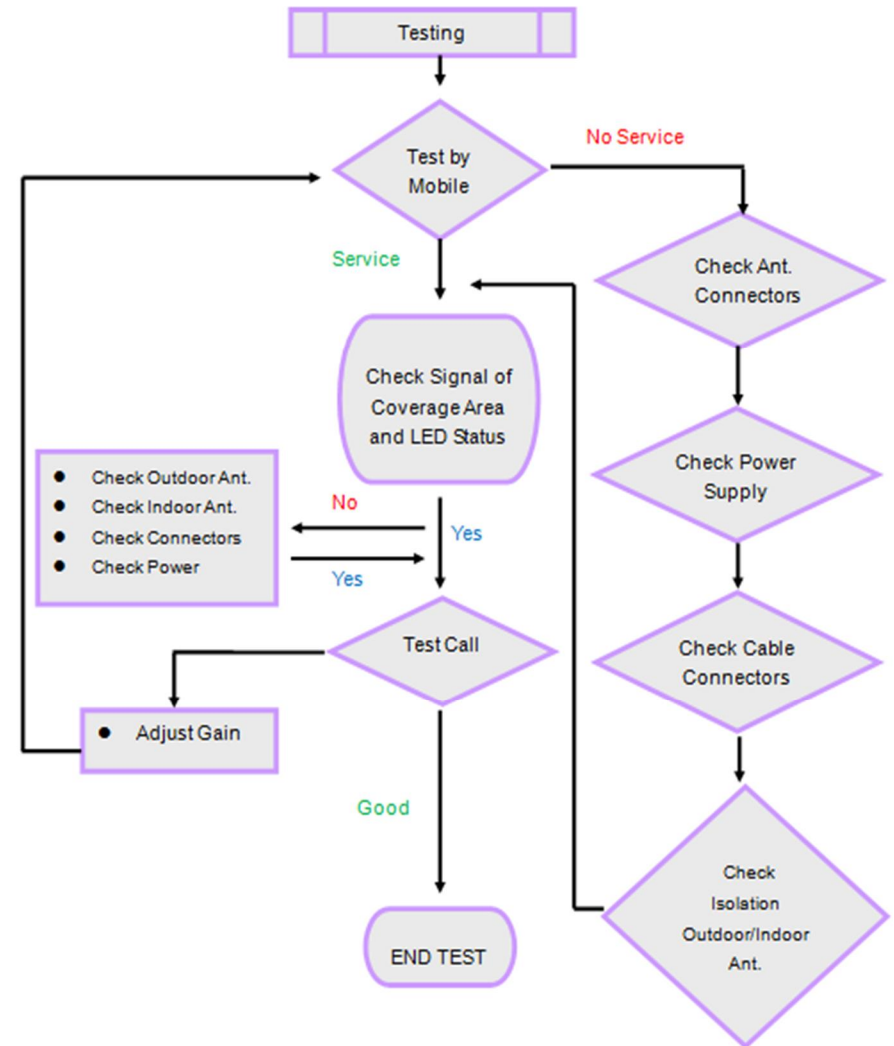 Testing
Test by
Mobile
No Service
Service
Check Ant.
Connectors
Check Signal of
Coverage Area
and LED Status
Check Power
Supply
● Check Outdoor Ant.
● Check Indoor Ant.
● Check Connectors
● Check Power
No
Yes
Yes
Test Call
Check Cable
Connectors
● Adjust Gain
Good
Check
Isolation
Outdoor/Indoor
Ant.
END TEST